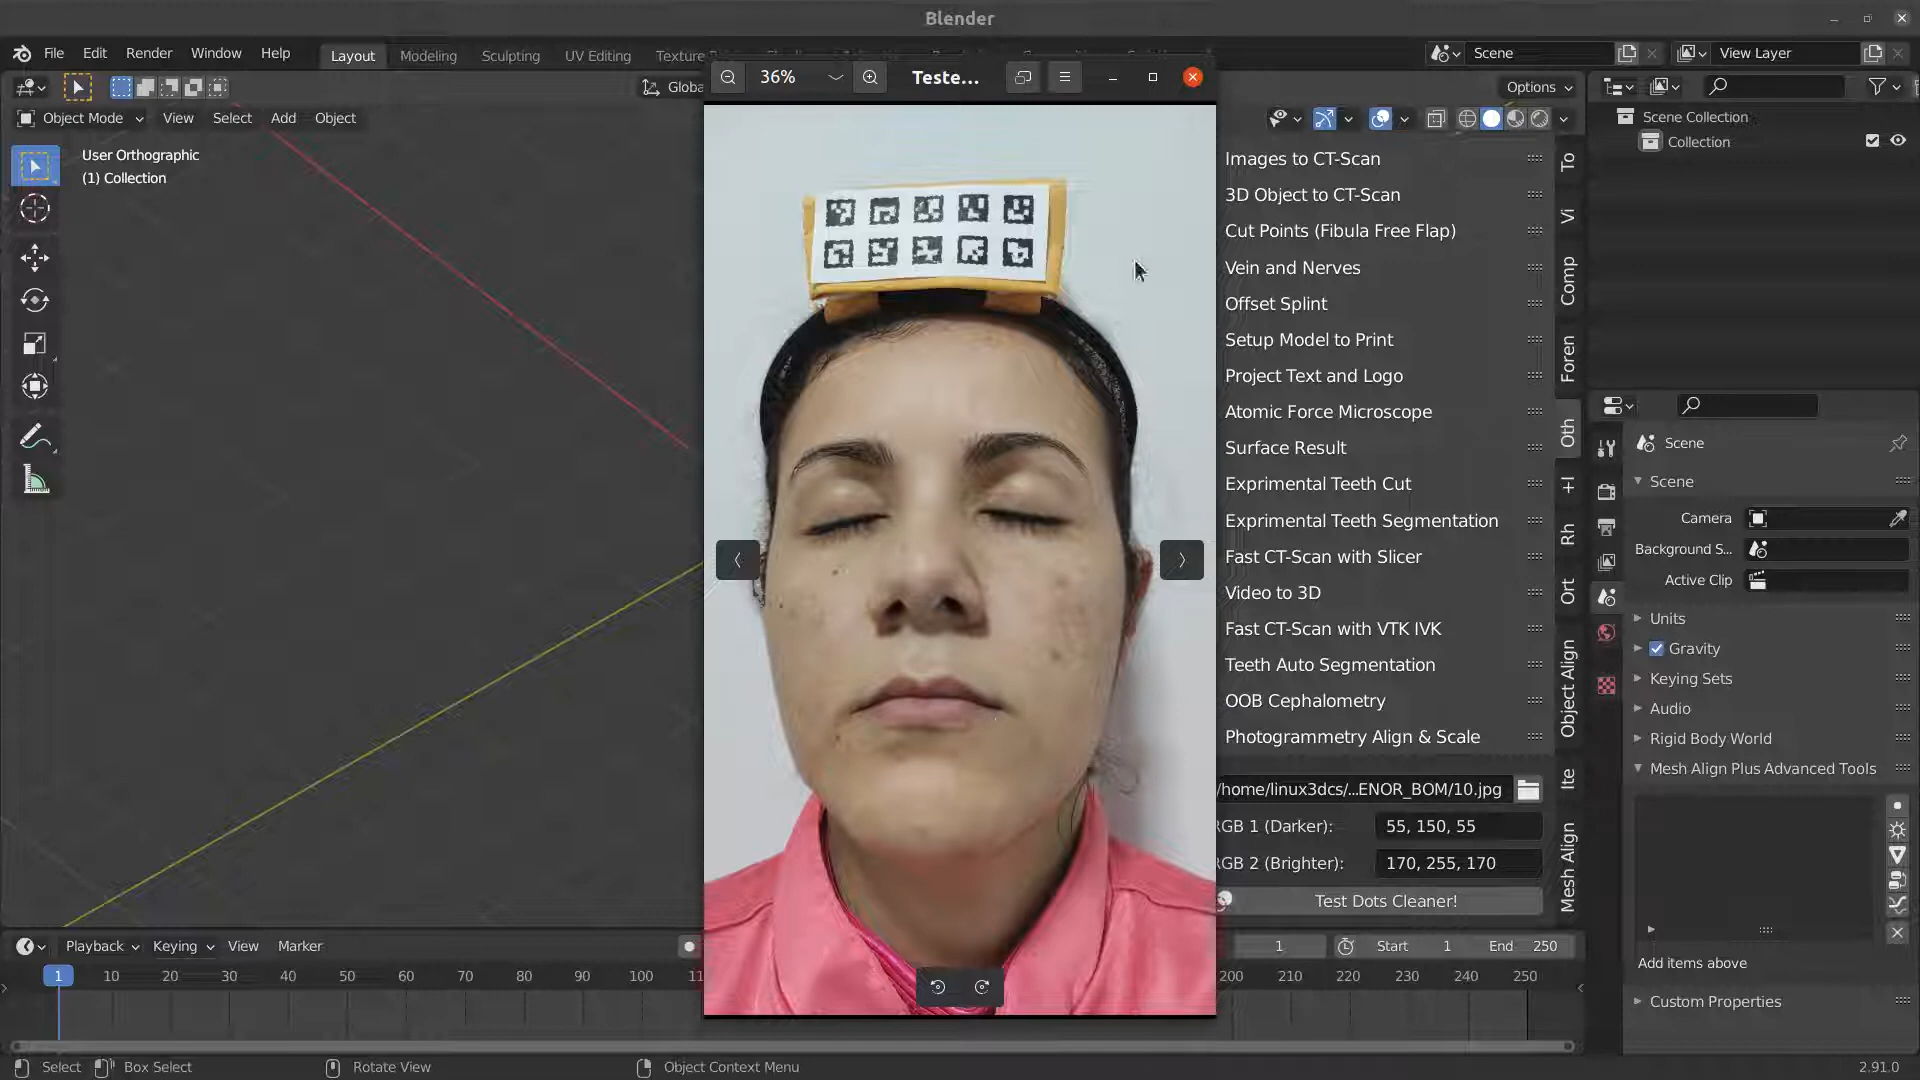 Blender
File Edit Render Window Help Layout Modeling Sculpting UV Editing Texture
Scene
View Layer
36%
Teste...
Globa
Options
Object Mode View Select Add Object
User Orthographic
(1) Collection
Images to CT-Scan
3D Object to CT-Scan
Cut Points (Fibula Free Flap)
Vein and Nerves
Offset Splint
Setup Model to Print
Project Text and Logo
Atomic Force Microscope
Surface Result
Exprimental Teeth Cut
Exprimental Teeth Segmentation
Fast CT-Scan with Slicer
Video to 3D
Fast CT-Scan with VTK IVK
Teeth Auto Segmentation
OOB Cephalometry
Photogrammetry Align & Scale
/home/linux3dcs/...ENOR_BOM/10.jpg
RGB 1 (Darker): 55, 150, 55
RGB 2 (Brighter): 170, 255, 170
Test Dots Cleaner!
To
Vi
Comp
Foren
Oth
+I
Rh
Ort
Object Align
Ite
Mesh Align
Scene Collection
Collection
Scene
Scene
Camera
Background S...
Active Clip
Units
Gravity
Keying Sets
Audio
Rigid Body World
Mesh Align Plus Advanced Tools
Add items above
Custom Properties
Playback Keying View Marker
1 Start 1 End 250
1 10 20 30 40 50 60 70 80 90 100 11 200 210 220 230 240 250
Select Box Select Rotate View Object Context Menu 2.91.0